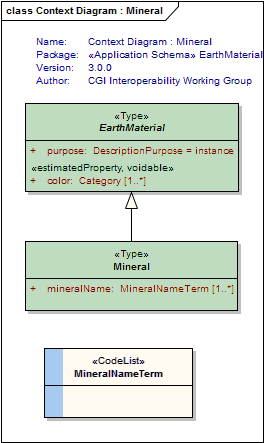 class Context Diagram : Mineral
Name: Context Diagram : Mineral
Package: «Application Schema» EarthMaterial
Version: 3.0.0
Author: CGI Interoperability Working Group
«Type»
EarthMaterial
+ purpose: DescriptionPurpose = instance
«estimatedProperty, voidable»
+ color: Category [1..*]
«Type»
Mineral
+ mineralName: MineralNameTerm [1..*]
«CodeList»
MineralNameTerm